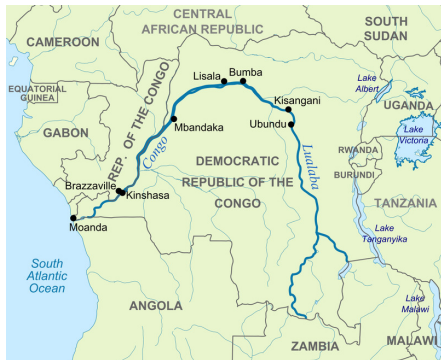 CENTRAL
AFRICAN REPUBLIC
SOUTH
SUDAN
CAMEROON
Lisala
Bumba
Lake
Albert
EQUATORIAL
GUINEA
REP. OF THE CONGO
Kisangani
UGANDA
GABON
Mbandaka
Ubundu
Lake
Victoria
Congo
Lualaba
RWANDA
DEMOCRATIC
REPUBLIC OF THE
CONGO
BURUNDI
Brazzaville
Kinshasa
TANZANIA
Moanda
Lake
Tanganyika
South
Atlantic
Ocean
ANGOLA
Lake
Malawi
ZAMBIA
MALAWI